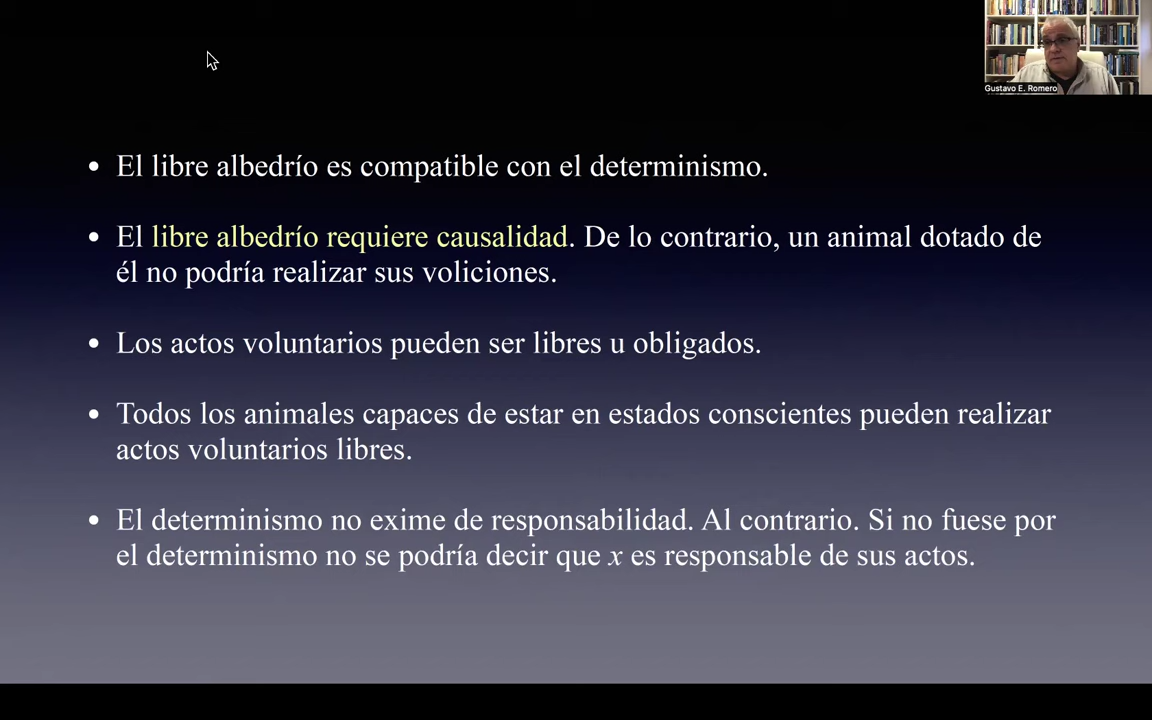 Gustavo E. Romero
• El libre albedrío es compatible con el determinismo.
• El libre albedrío requiere causalidad. De lo contrario, un animal dotado de
él no podría realizar sus voliciones.
• Los actos voluntarios pueden ser libres u obligados.
• Todos los animales capaces de estar en estados conscientes pueden realizar
actos voluntarios libres.
• El determinismo no exime de responsabilidad. Al contrario. Si no fuese por
el determinismo no se podría decir que x es responsable de sus actos.